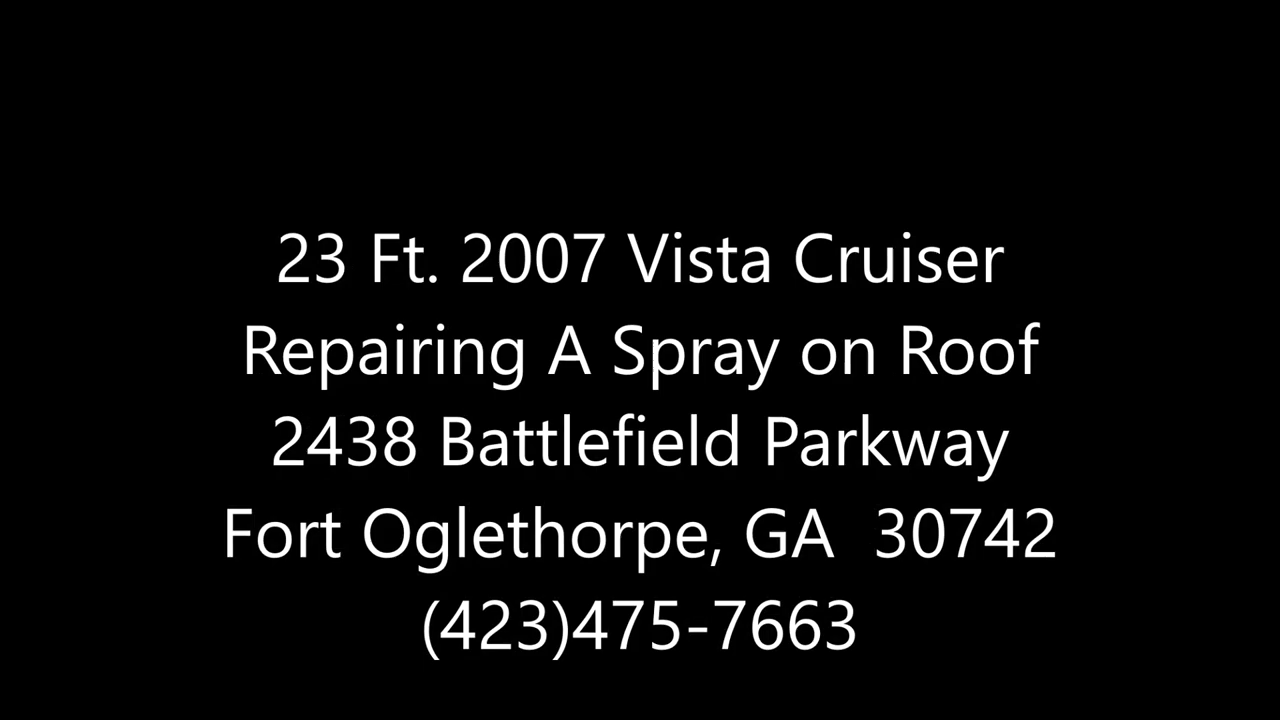 23 Ft. 2007 Vista Cruiser
Repairing A Spray on Roof
2438 Battlefield Parkway
Fort Oglethorpe, GA  30742
(423)475-7663